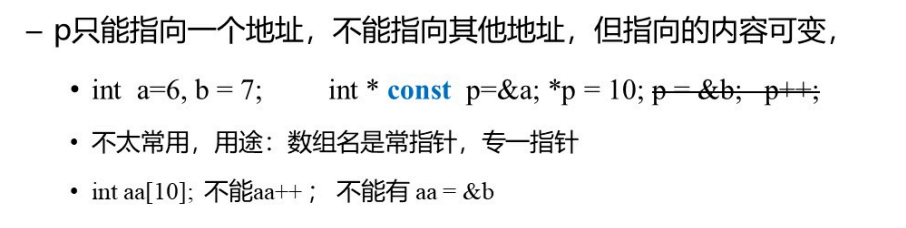 – p只能指向一个地址，不能指向其他地址，但指向的内容可变，
• int a=6, b = 7; int * const p=&a; *p = 10; p = &b; p++;
• 不太常用，用途：数组名是常指针，专一指针
• int aa[10]; 不能aa++； 不能有 aa = &b